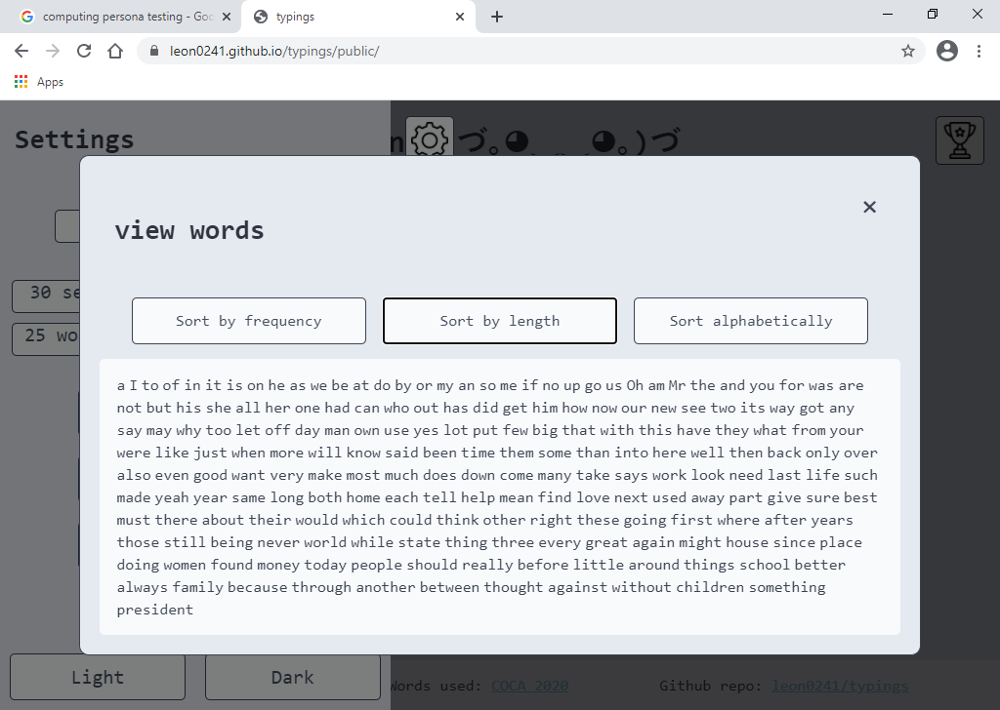 computing persona testing - Goo
typings
leon0241.github.io/typings/public/
Apps
Settings
n
づ｡◕
◕｡)づ
30 se
25 wo
view words
Sort by frequency
Sort by length
Sort alphabetically
a I to of in it is on he as we be at do by or my an so me if no up go us Oh am Mr the and you for was are
not but his she all her one had can who out has did get him how now our new see two its way got any
say may why too let off day man own use yes lot put few big that with this have they what from your
were like just when more will know said been time them some than into here well then back only over
also even good want very make most much does down come many take says work look need last life such
made yeah year same long both home each tell help mean find love next used away part give sure best
must there about their would which could think other right these going first where after years
those still being never world while state thing three every great again might house since place
doing women found money today people should really before little around things school better
always family because through another between thought against without children something
president
Light
Dark
Words used: COCA 2020
Github repo: leon0241/typings